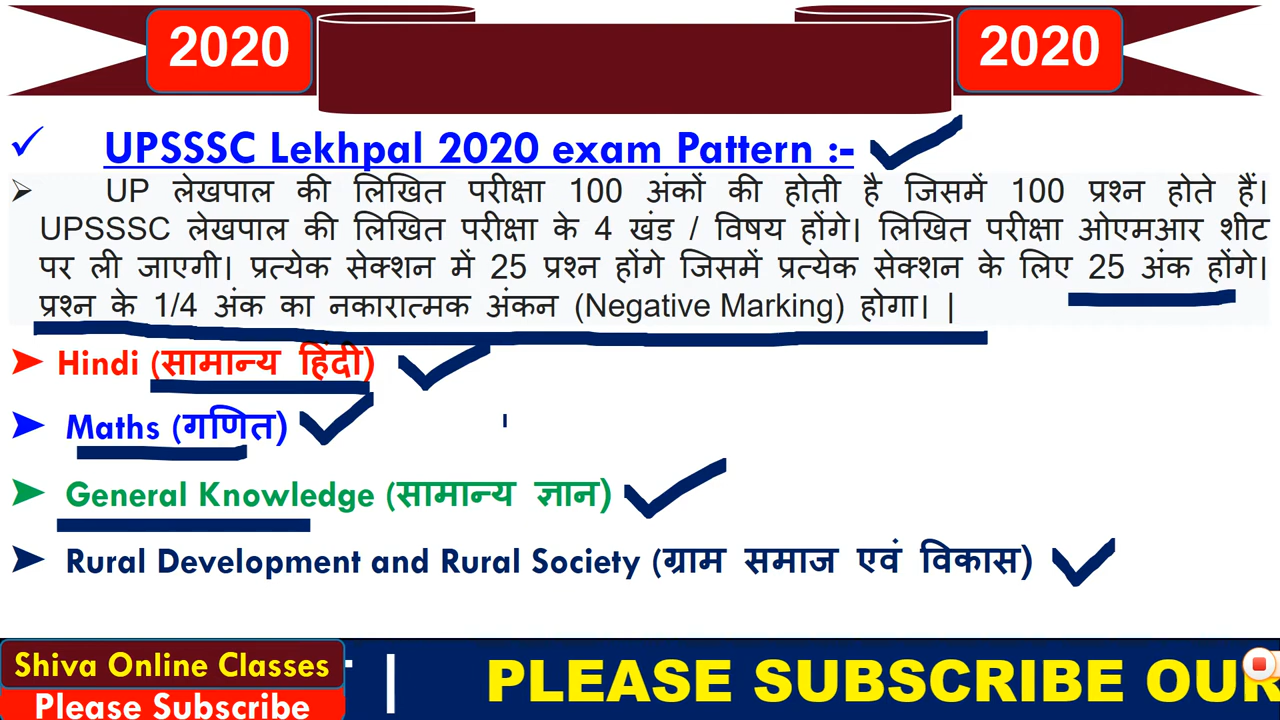 2020 2020
UPSSSC Lekhpal 2020 exam Pattern :-
UP लेखपाल की लिखित परीक्षा 100 अंकों की होती है जिसमें 100 प्रश्न होते हैं।
UPSSSC लेखपाल की लिखित परीक्षा के 4 खंड / विषय होंगे। लिखित परीक्षा ओएमआर शीट
पर ली जाएगी। प्रत्येक सेक्शन में 25 प्रश्न होंगे जिसमें प्रत्येक सेक्शन के लिए 25 अंक होंगे।
प्रश्न के 1/4 अंक का नकारात्मक अंकन (Negative Marking) होगा। |
Hindi (सामान्य हिंदी)
Maths (गणित)
General Knowledge (सामान्य ज्ञान)
Rural Development and Rural Society (ग्राम समाज एवं विकास)
Shiva Online Classes
Please Subscribe
| PLEASE SUBSCRIBE OUR